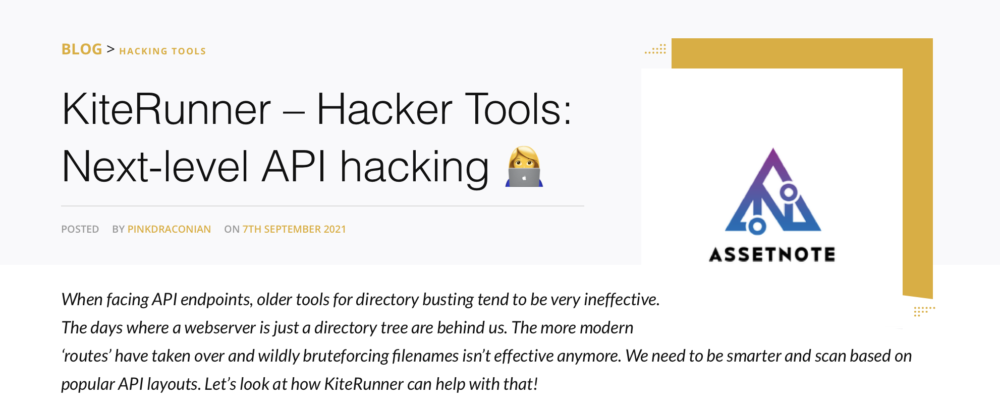 BLOG > HACKING TOOLS
KiteRunner – Hacker Tools:
Next-level API hacking 👩‍💻
POSTED BY PINKDRACONIAN ON 7TH SEPTEMBER 2021
ASSETNOTE
When facing API endpoints, older tools for directory busting tend to be very ineffective.
The days where a webserver is just a directory tree are behind us. The more modern
‘routes’ have taken over and wildly bruteforcing filenames isn’t effective anymore. We need to be smarter and scan based on
popular API layouts. Let’s look at how KiteRunner can help with that!